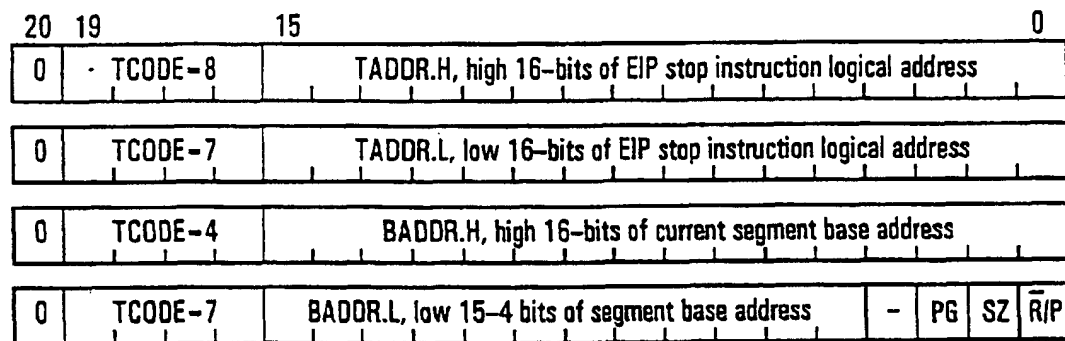 20 19 15 0
0 TCODE-8 TADDR.H, high 16-bits of EIP stop instruction logical address
0 TCODE-7 TADDR.L, low 16-bits of EIP stop instruction logical address
0 TCODE-4 BADDR.H, high 16-bits of current segment base address
0 TCODE-7 BADDR.L, low 15-4 bits of segment base address - PG SZ R̅/P